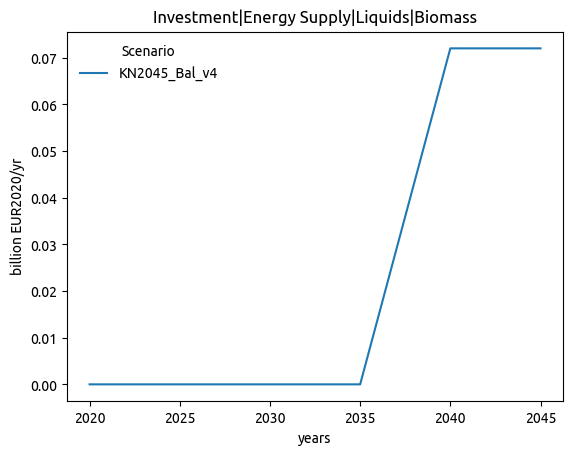 Investment|Energy Supply|Liquids|Biomass
Scenario
KN2045_Bal_v4
billion EUR2020/yr
0.07
0.06
0.05
0.04
0.03
0.02
0.01
0.00
2020 2025 2030 2035 2040 2045
years